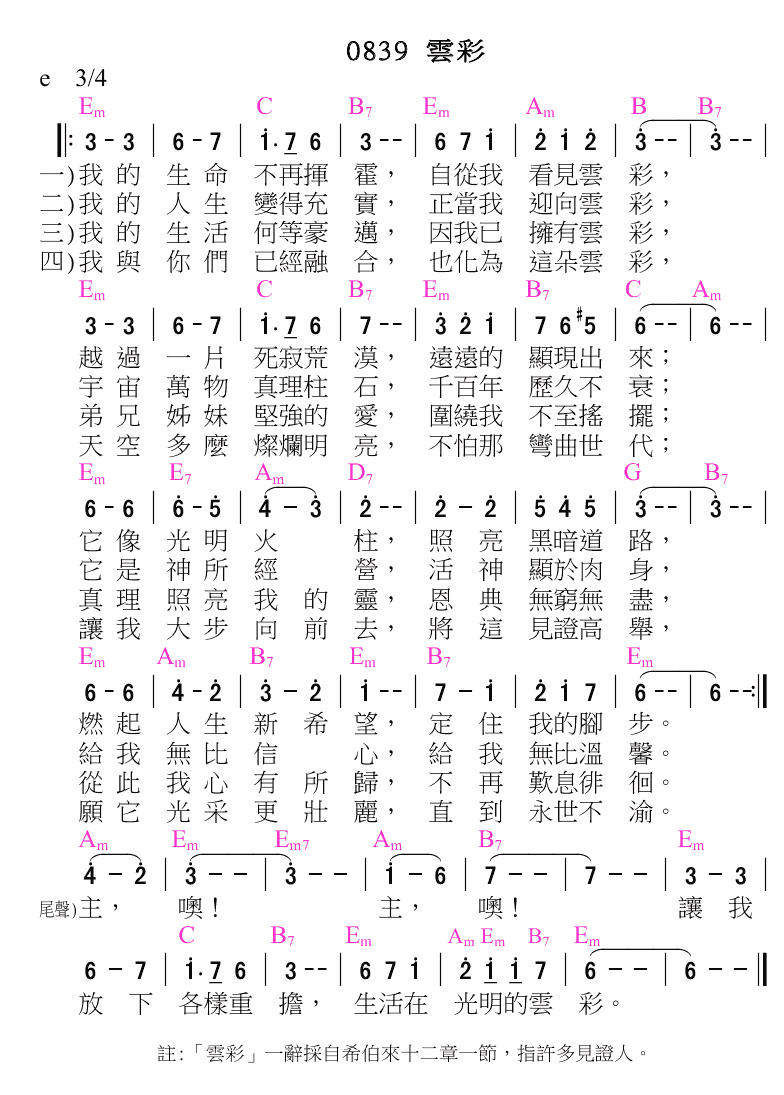 0839 雲彩
e 3/4
Em C B7 Em Am B B7
3 - 3 | 6 - 7 | 1. 7 6 | 3 - - | 6 7 1 | 2 1 2 | 3 - - | 3 - - |
一)我的 生命 不再揮 霍， 自從我 看見雲 彩，
二)我的 人生 變得充 實， 正當我 迎向雲 彩，
三)我的 生活 何等豪 邁， 因我已 擁有雲 彩，
四)我與 你們 已經融 合， 也化為 這朵雲 彩，
Em C B7 Em B7 C Am
3 - 3 | 6 - 7 | 1. 7 6 | 7 - - | 3 2 1 | 7 6 #5 | 6 - - | 6 - - |
越過 一片 死寂荒 漠， 遠遠的 顯現出 來；
宇宙 萬物 真理柱 石， 千百年 歷久不 衰；
弟兄 姊妹 堅強的 愛， 圍繞我 不至搖 擺；
天空 多麼 燦爛明 亮， 不怕那 彎曲世 代；
Em E7 Am D7 G B7
6 - 6 | 6 - 5 | 4 - 3 | 2 - - | 2 - 2 | 5 4 5 | 3 - - | 3 - - |
它像 光明 火 柱， 照亮 黑暗道 路，
它是 神所 經 營， 活神 顯於肉 身，
真理 照亮 我的 靈， 恩典 無窮無 盡，
讓我 大步 向前 去， 將這 見證高 舉，
Em Am B7 Em B7 Em
6 - 6 | 4 - 2 | 3 - 2 | 1 - - | 7 - 1 | 2 1 7 | 6 - - | 6 - - :||
燃起 人生 新希 望， 定住 我的腳 步。
給我 無比 信 心， 給我 無比溫 馨。
從此 我心 有所 歸， 不再 歎息徘 徊。
願它 光采 更壯 麗， 直到 永世不 渝。
Am Em Em7 Am B7 Em
4 - 2 | 3 - - | 3 - - | 1 - 6 | 7 - - | 7 - - | 3 - 3 |
尾聲)主， 噢！ 主， 噢！ 讓我
C B7 Em Am Em B7 Em
6 - 7 | 1. 7 6 | 3 - - | 6 7 1 | 2 1 1 7 | 6 - - | 6 - - ||
放下 各樣重 擔， 生活在 光明的雲 彩。
註:「雲彩」一辭採自希伯來十二章一節，指許多見證人。